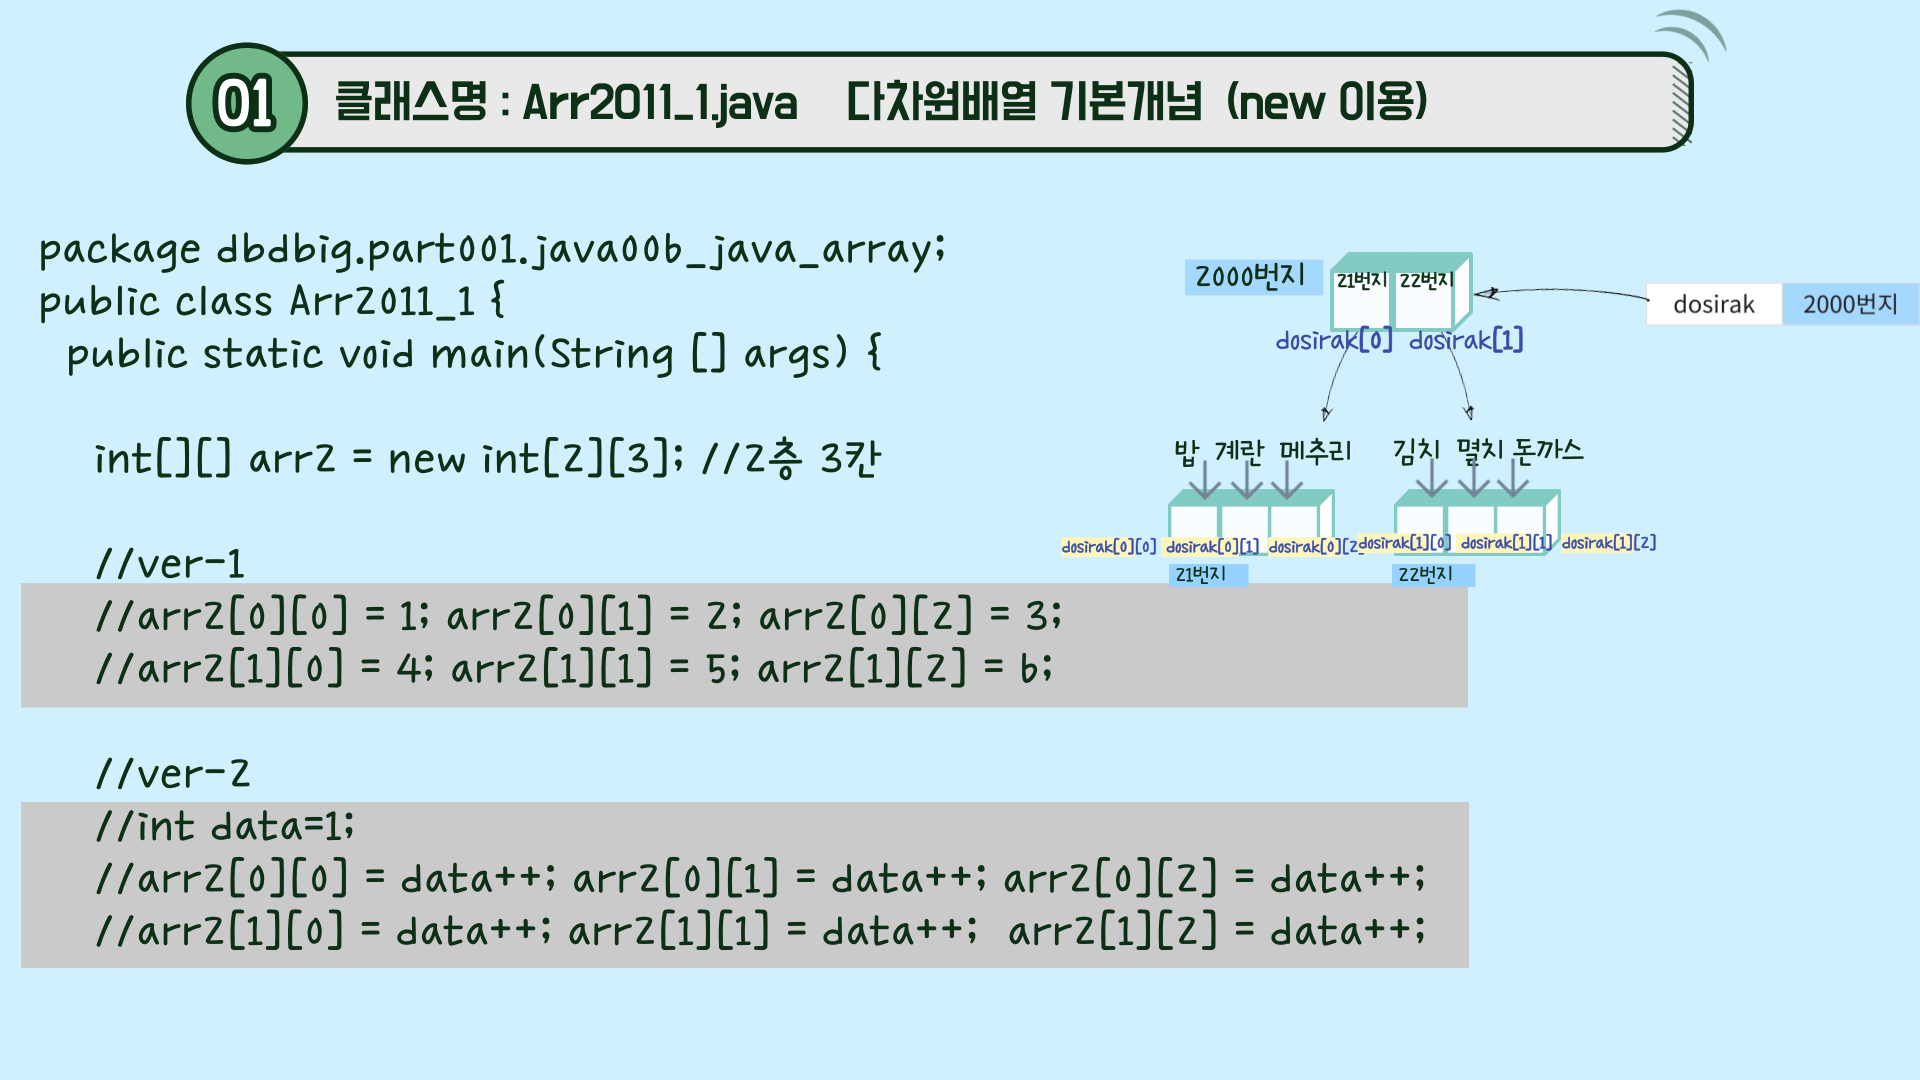 01
클래스명 : Arr2011_1.java 다차원배열 기본개념 (new 이용)
package dbdbig.part001.java006_java_array;
public class Arr2011_1 {
public static void main(String [] args) {
int[][] arr2 = new int[2][3]; //2층 3칸
//ver-1
//arr2[0][0] = 1; arr2[0][1] = 2; arr2[0][2] = 3;
//arr2[1][0] = 4; arr2[1][1] = 5; arr2[1][2] = 6;
//ver-2
//int data=1;
//arr2[0][0] = data++; arr2[0][1] = data++; arr2[0][2] = data++;
//arr2[1][0] = data++; arr2[1][1] = data++; arr2[1][2] = data++;
2000번지
21번지 22번지
dosirak 2000번지
dosirak[0] dosirak[1]
밥 계란 메추리 김치 멸치 돈까스
dosirak[0][0] dosirak[0][1] dosirak[0][2 dosirak[1][0] dosirak[1][1] dosirak[1][2]
21번지 22번지